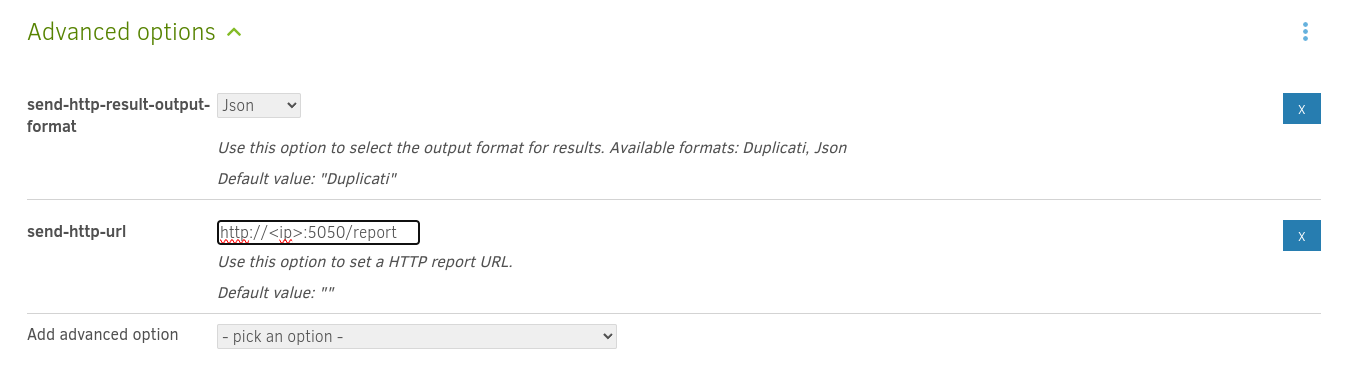 Advanced options
send-http-result-output-
format
Json
X
Use this option to select the output format for results. Available formats: Duplicati, Json
Default value: "Duplicati"
send-http-url
http://<ip>:5050/report
X
Use this option to set a HTTP report URL.
Default value: ""
Add advanced option
- pick an option -